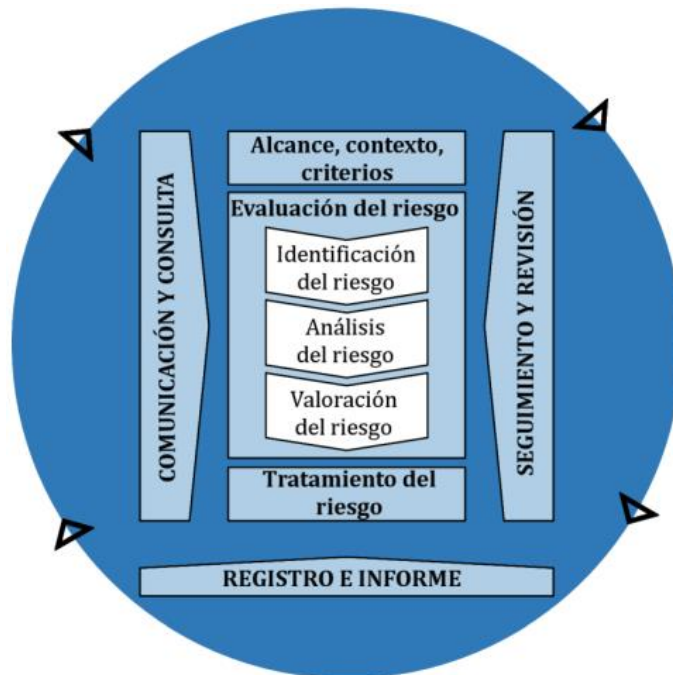 Alcance, contexto,
criterios
Evaluación del riesgo
Identificación
del riesgo
Análisis
del riesgo
Valoración
del riesgo
Tratamiento del
riesgo
COMUNICACIÓN Y CONSULTA
SEGUIMIENTO Y REVISIÓN
REGISTRO E INFORME